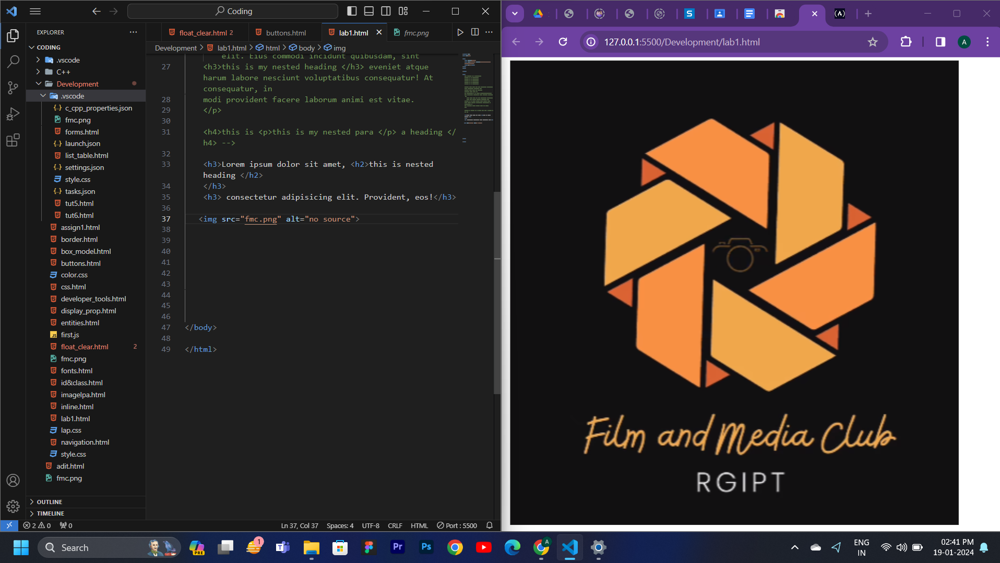 Coding
127.0.0.1:5500/Development/lab1.html
A
EXPLORER
float_clear.html 2
buttons.html
lab1.html
fmc.png
Development > lab1.html > html > body > img
CODING
.vscode
C++
Development
.vscode
c_cpp_properties.json
fmc.png
forms.html
launch.json
list_table.html
settings.json
style.css
tasks.json
tut5.html
tut6.html
assign1.html
border.html
box_model.html
buttons.html
color.css
css.html
developer_tools.html
display_prop.html
entities.html
first.js
float_clear.html 2
fmc.png
fonts.html
id&class.html
imagelpa.html
inline.html
lab1.html
lap.css
navigation.html
style.css
adit.html
fmc.png
OUTLINE
TIMELINE
elit. Eius commodi incidunt quibusdam, sint
27 <h3>this is my nested heading </h3> eveniet atque
harum labore nesciunt voluptatibus consequatur! At
consequatur, in
28 modi provident facere laborum animi est vitae.
29 </p>
30
31 <h4>this is <p>this is my nested para </p> a heading </
h4> -->
32
33 <h3>Lorem ipsum dolor sit amet, <h2>this is nested
heading </h2>
34 </h3>
35 <h3> consectetur adipisicing elit. Provident, eos!</h3>
36
37 <img src="fmc.png" alt="no source">
38
39
40
41
42
43
44
45
46
47 </body>
48
49 </html>
Film and Media Club
RGIPT
2 0 0
Ln 37, Col 37 Spaces: 4 UTF-8 CRLF HTML Port : 5500
Search
PRE
1
Pr
Ps
A
ENG
IN
02:41 PM
19-01-2024